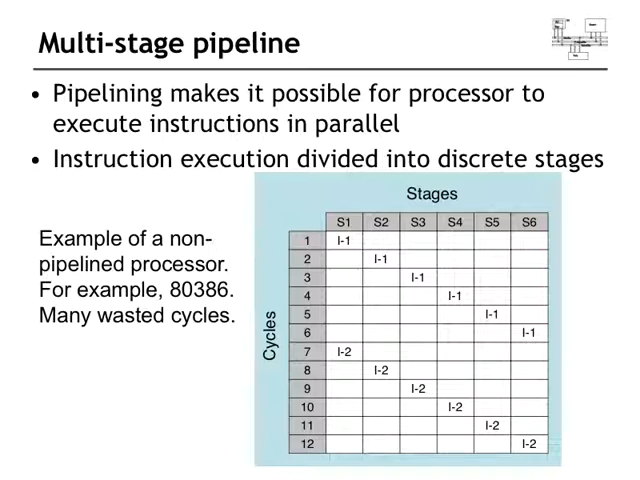 Multi-stage pipeline
• Pipelining makes it possible for processor to
execute instructions in parallel
• Instruction execution divided into discrete stages
Example of a non-
pipelined processor.
For example, 80386.
Many wasted cycles.
Stages
S1 S2 S3 S4 S5 S6
Cycles
1 I-1
2 I-1
3 I-1
4 I-1
5 I-1
6 I-1
7 I-2
8 I-2
9 I-2
10 I-2
11 I-2
12 I-2